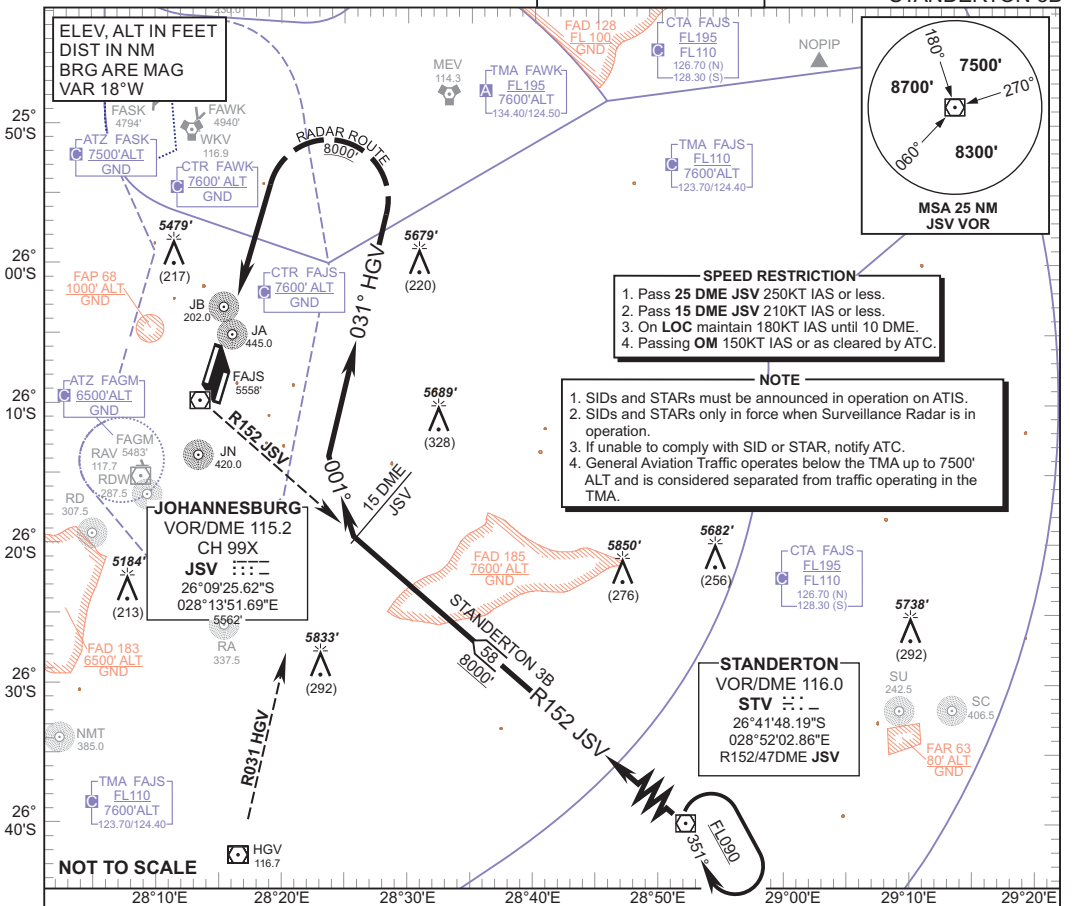 STANDERTON 3B
ELEV, ALT IN FEET
DIST IN NM
BRG ARE MAG
VAR 18°W
230.0
FASK
4794'
FAWK
4940'
WKV
116.9
ATZ FASK
C 7500'ALT
GND
CTR FAWK
C 7600' ALT
GND
MEV
114.3
TMA FAWK
A FL195
7600'ALT
134.40/124.50
FAD 128
FL 100
GND
CTA FAJS
C FL195
FL110
126.70 (N)
128.30 (S)
NOPIP
180°
7500'
270°
8700'
060°
8300'
MSA 25 NM
JSV VOR
RADAR ROUTE
8000'
TMA FAJS
C FL110
7600'ALT
123.70/124.40
5479'
(217)
5679'
(220)
FAP 68
1000' ALT
GND
CTR FAJS
C 7600' ALT
GND
JB
202.0
JA
445.0
031° HGV
SPEED RESTRICTION
1. Pass 25 DME JSV 250KT IAS or less.
2. Pass 15 DME JSV 210KT IAS or less.
3. On LOC maintain 180KT IAS until 10 DME.
4. Passing OM 150KT IAS or as cleared by ATC.
FAJS
5558'
ATZ FAGM
C 6500'ALT
GND
R152 JSV
5689'
(328)
NOTE
1. SIDs and STARs must be announced in operation on ATIS.
2. SIDs and STARs only in force when Surveillance Radar is in
operation.
3. If unable to comply with SID or STAR, notify ATC.
4. General Aviation Traffic operates below the TMA up to 7500'
ALT and is considered separated from traffic operating in the
TMA.
FAGM
5483'
RAV
117.7
RDW
287.5
JN
420.0
001°
15 DME
JSV
RD
307.5
JOHANNESBURG
VOR/DME 115.2
CH 99X
JSV
26°09'25.62"S
028°13'51.69"E
5562'
5184'
(213)
FAD 185
7600' ALT
GND
5850'
(276)
5682'
(256)
CTA FAJS
C FL195
FL110
126.70 (N)
128.30 (S)
5738'
(292)
FAD 183
6500' ALT
GND
RA
337.5
5833'
(292)
STANDERTON 3B
58
8000'
R152 JSV
STANDERTON
VOR/DME 116.0
STV
26°41'48.19"S
028°52'02.86"E
R152/47DME JSV
SU
242.5
SC
406.5
FAR 63
80' ALT
GND
NMT
385.0
R031 HGV
TMA FAJS
C FL110
7600'ALT
123.70/124.40
HGV
116.7
FL090
351°
NOT TO SCALE
25°
50'S
26°
00'S
26°
10'S
26°
20'S
26°
30'S
26°
40'S
28°10'E
28°20'E
28°30'E
28°40'E
28°50'E
29°00'E
29°10'E
29°20'E